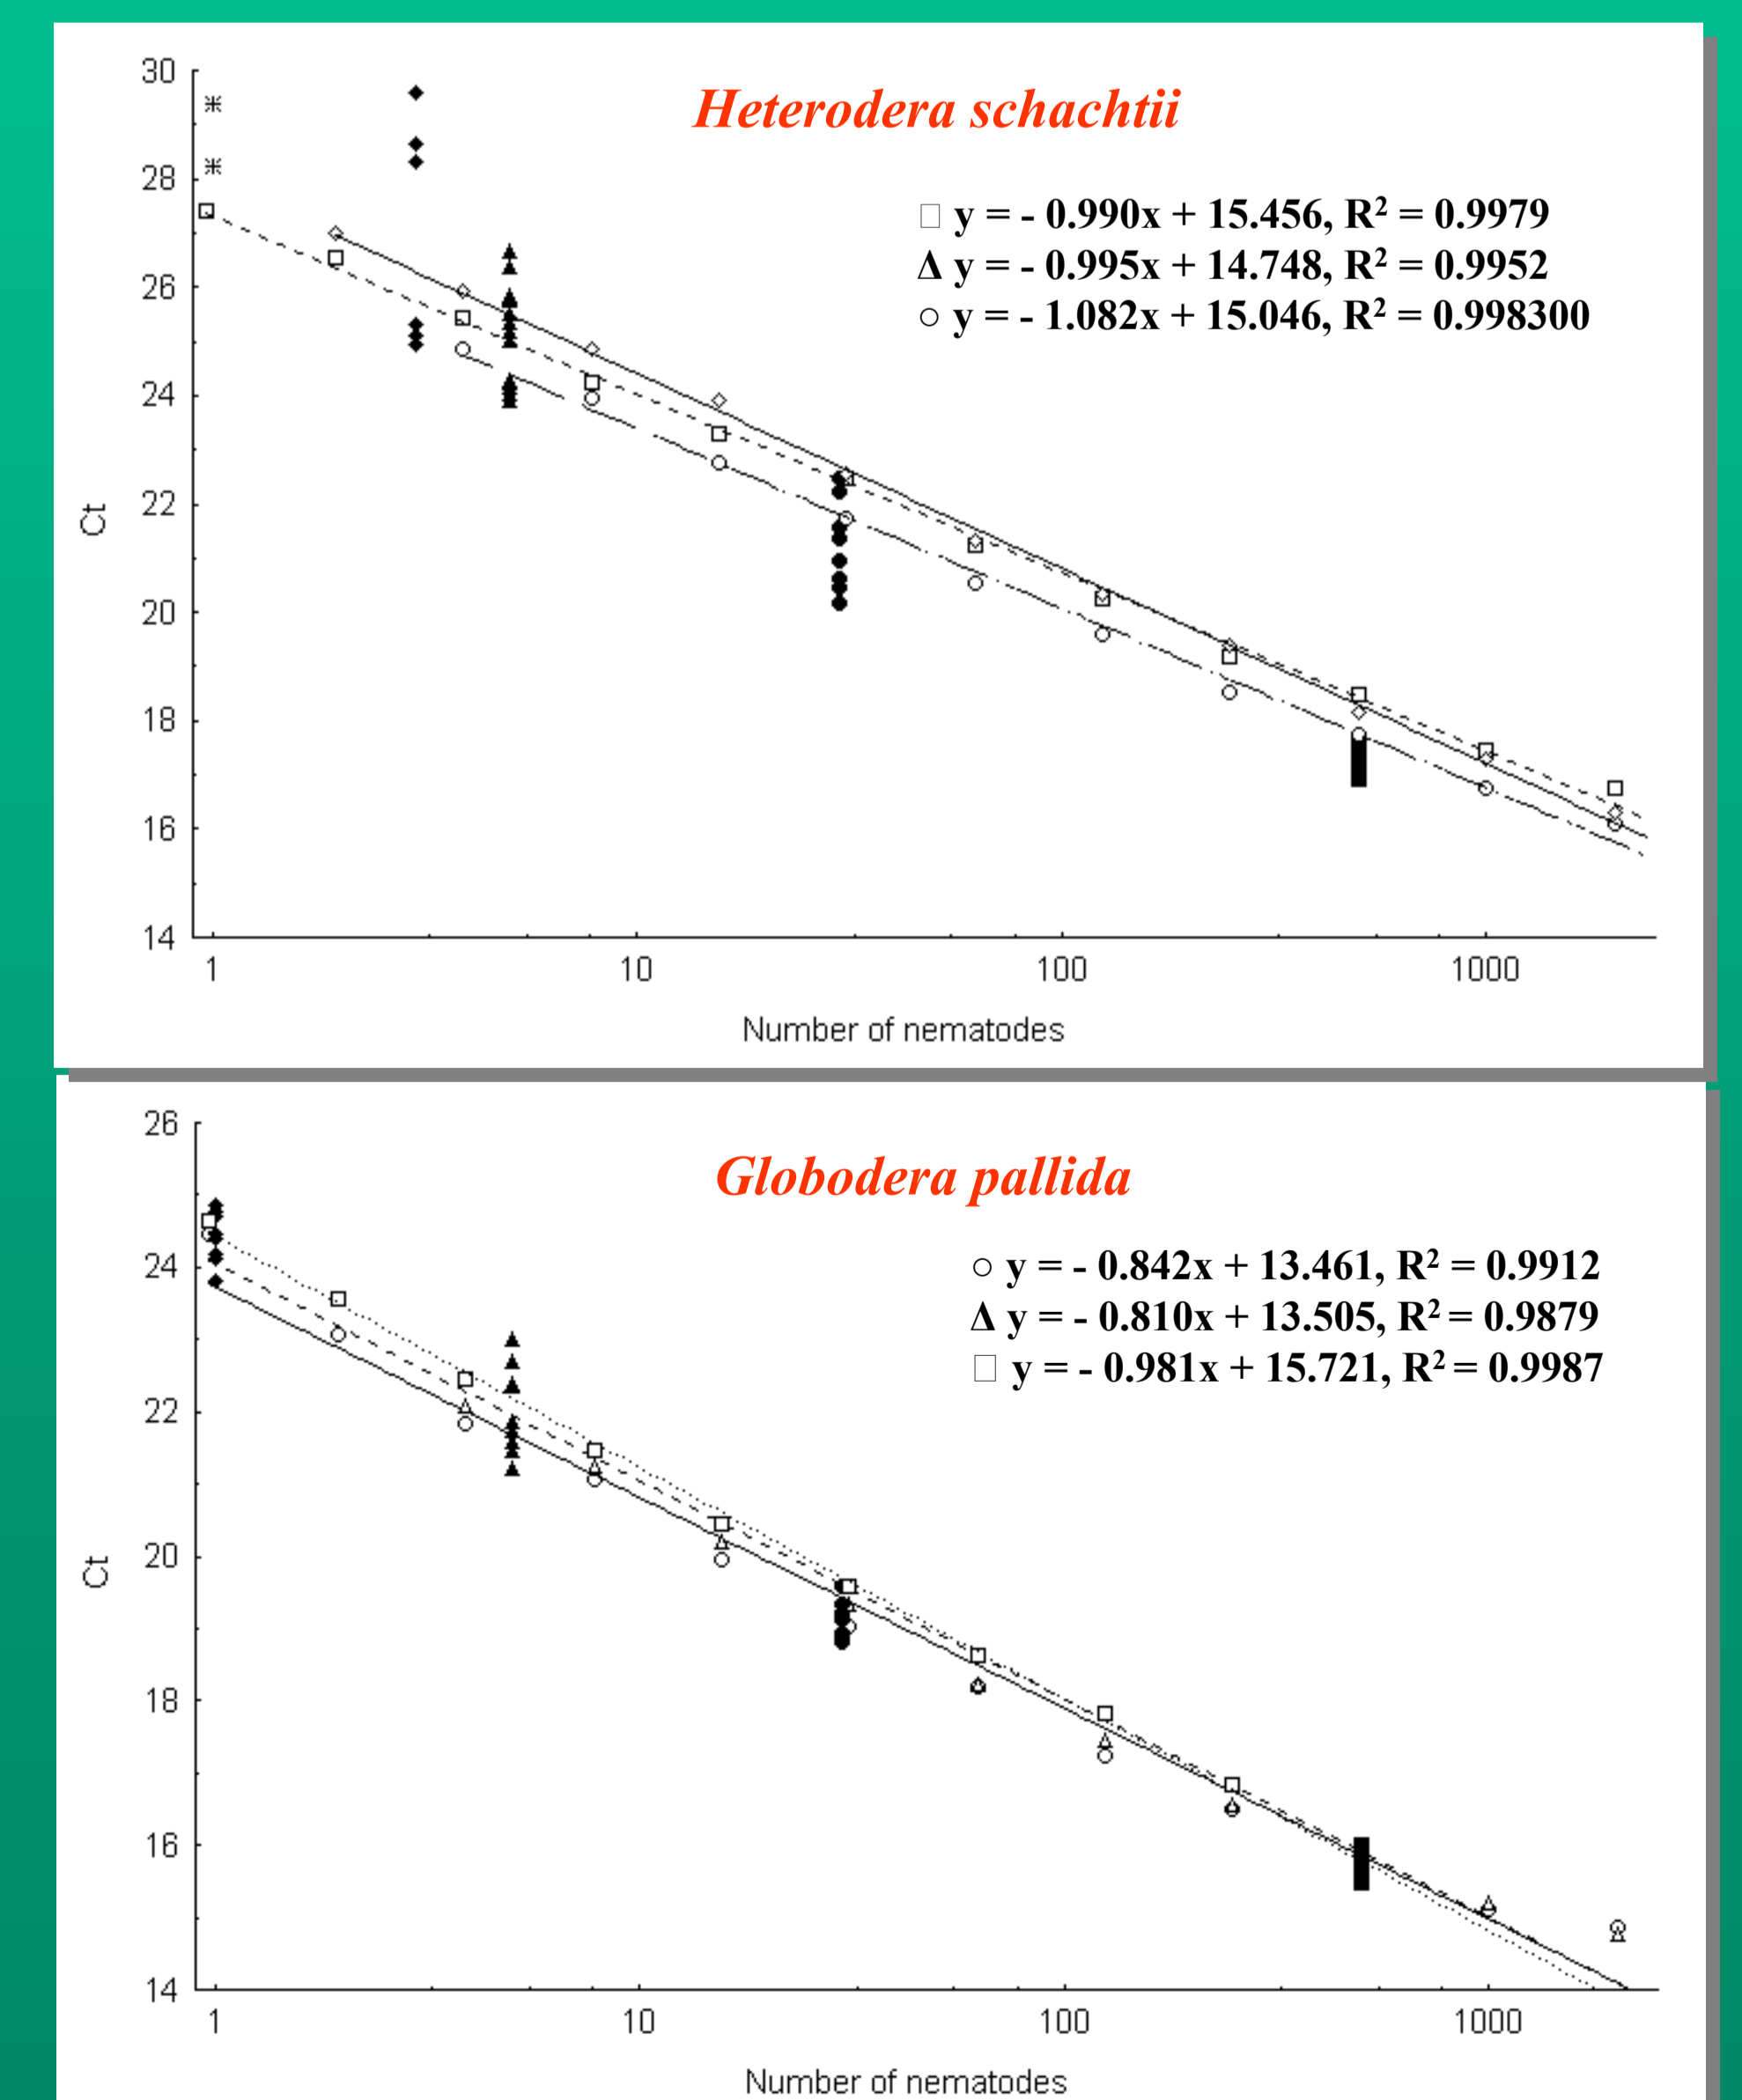 30
Heterodera schachtii
28
□ y = - 0.990x + 15.456, R² = 0.9979
Δ y = - 0.995x + 14.748, R² = 0.9952
○ y = - 1.082x + 15.046, R² = 0.998300
26
24
22
Ct
20
18
16
14
1 10 100 1000
Number of nematodes
26
Globodera pallida
24
○ y = - 0.842x + 13.461, R² = 0.9912
Δ y = - 0.810x + 13.505, R² = 0.9879
□ y = - 0.981x + 15.721, R² = 0.9987
22
20
Ct
18
16
14
1 10 100 1000
Number of nematodes